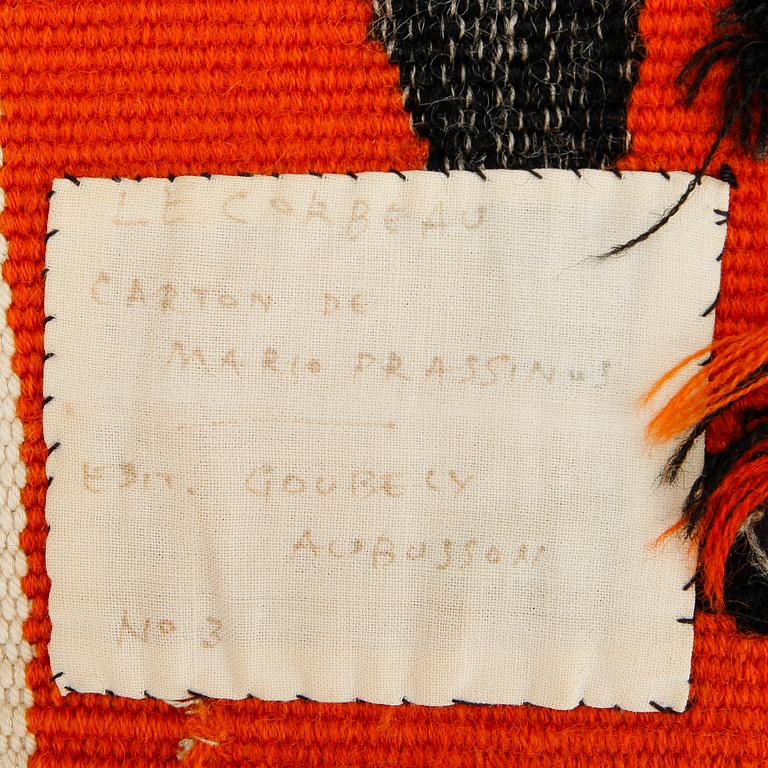 LE CORBEAU
CARTON DE
MARIO PRASSINOS
EDIT. GOUBELY
AUBUSSON
No 3